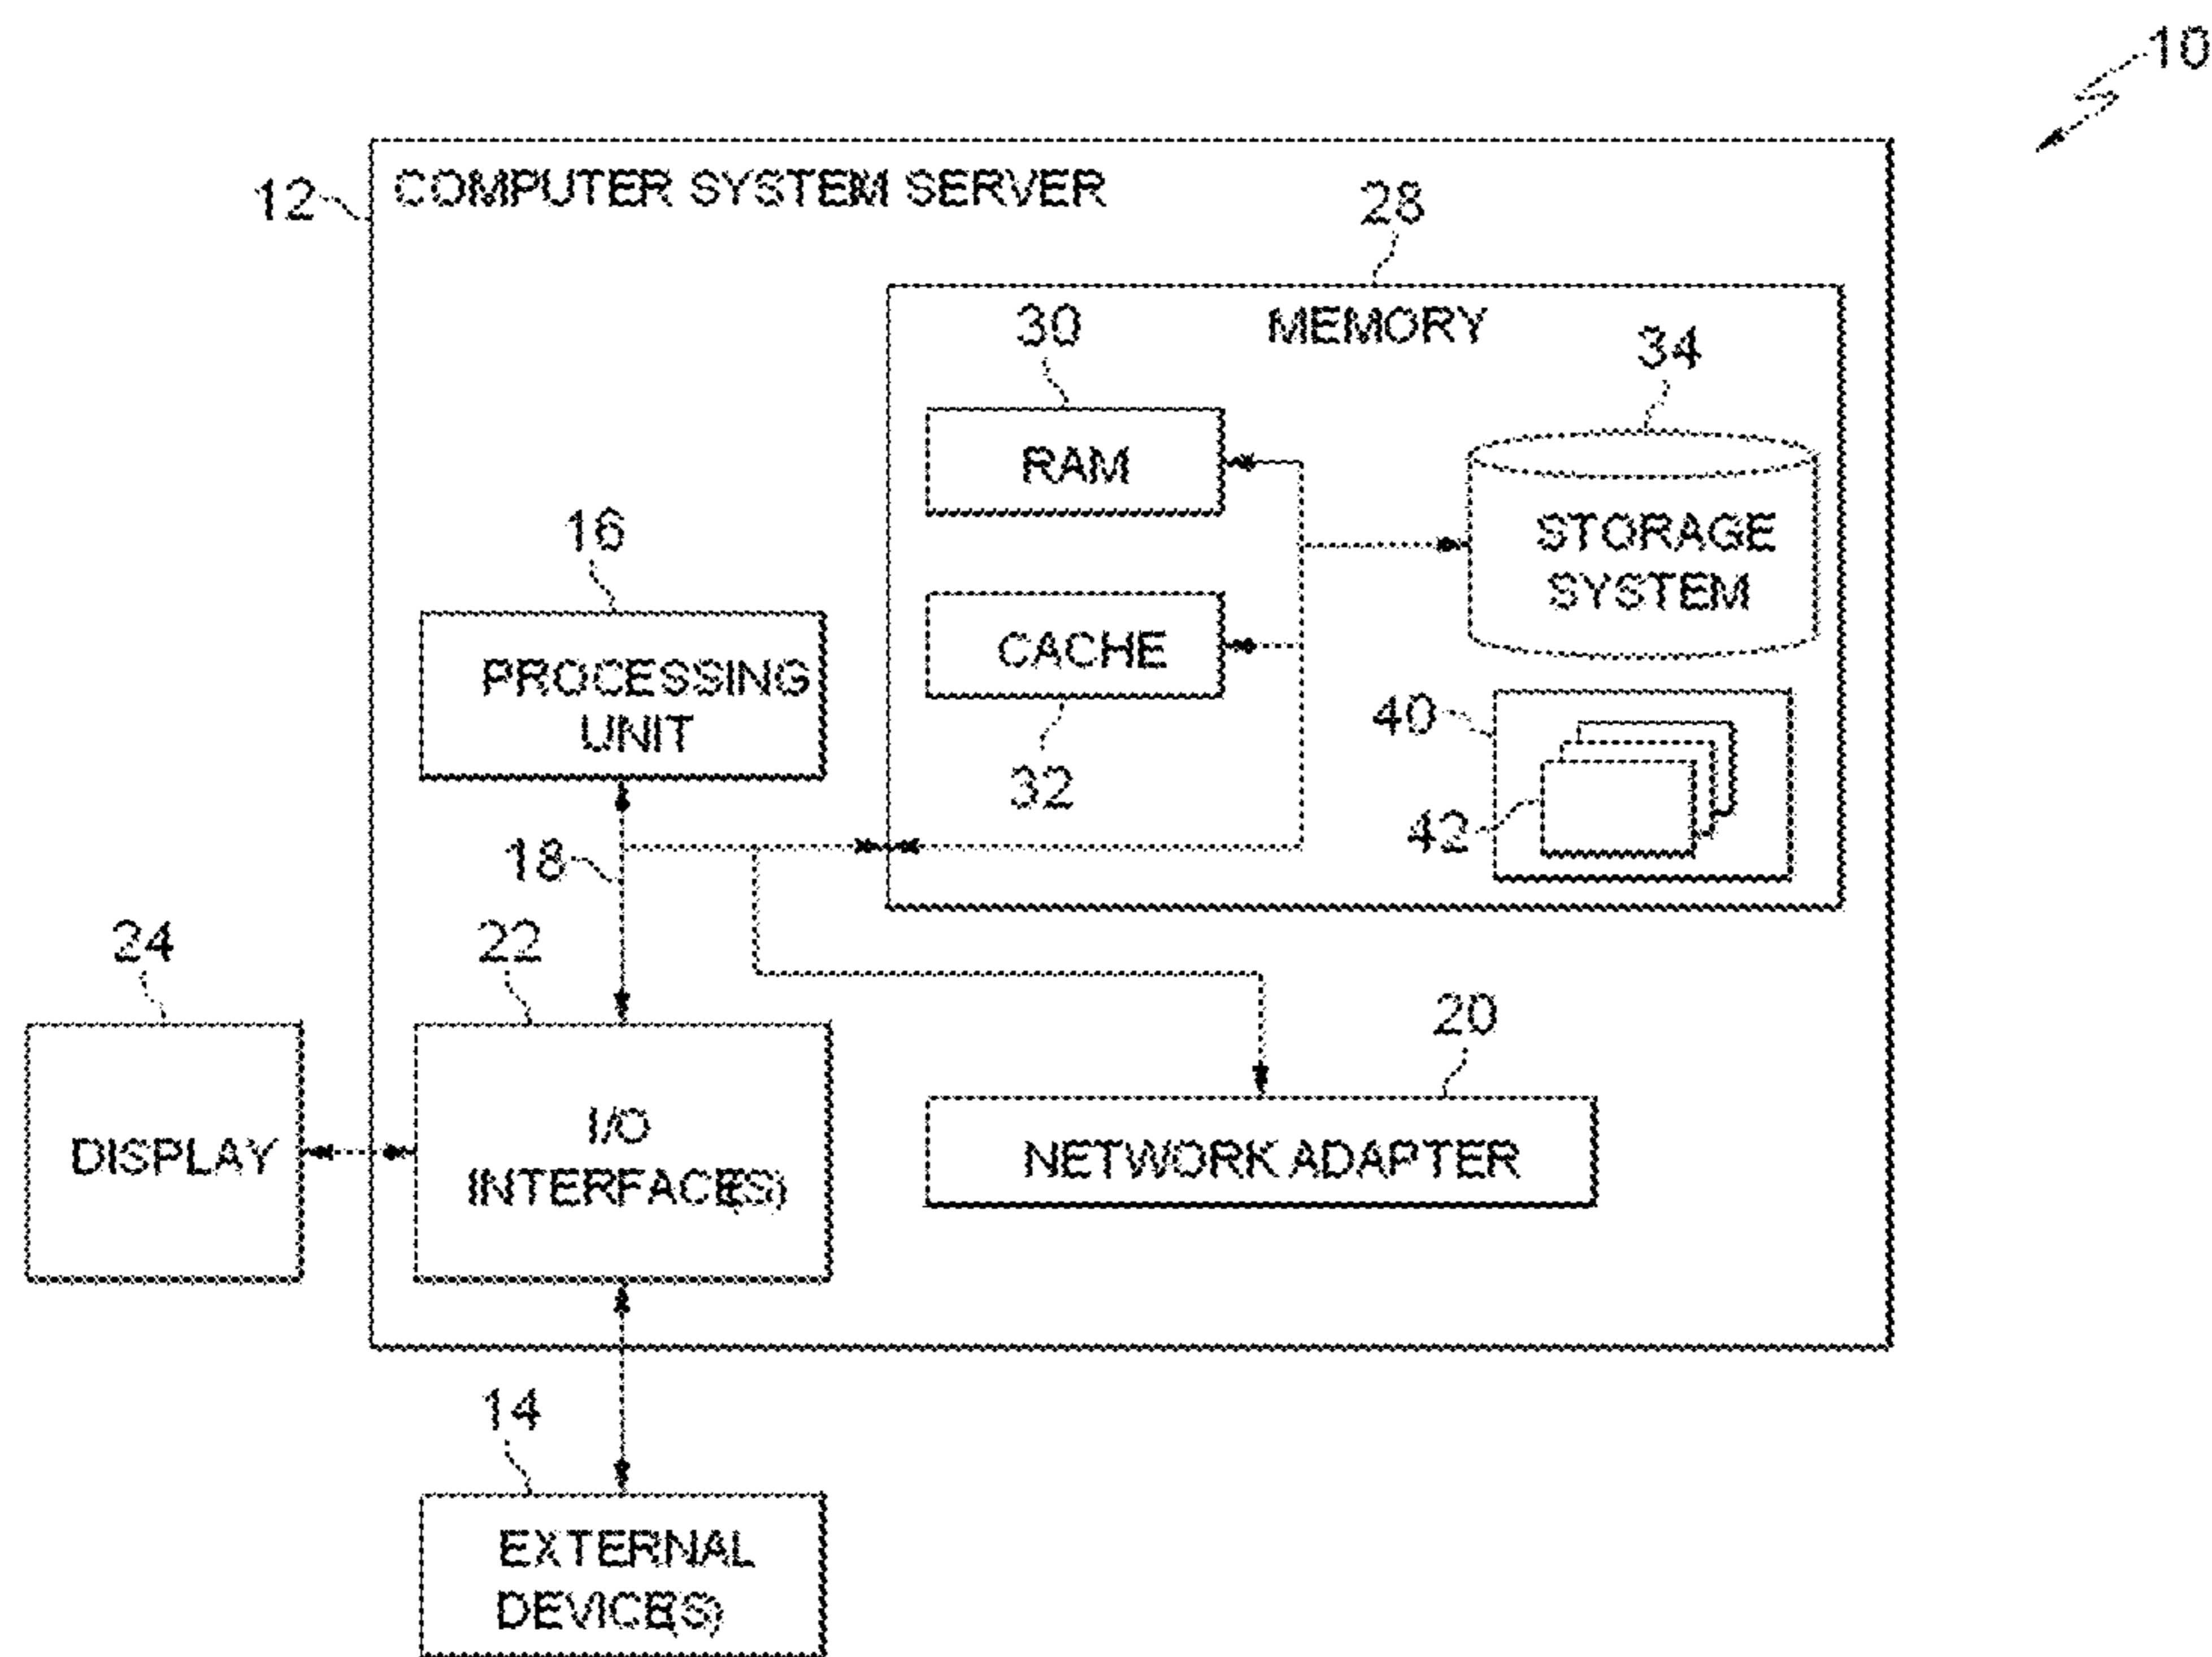 10
12
COMPUTER SYSTEM SERVER
28
MEMORY
30
RAM
34
STORAGE
SYSTEM
16
PROCESSING
UNIT
CACHE
32
40
42
18
24
DISPLAY
22
I/O
INTERFACE(S)
20
NETWORK ADAPTER
14
EXTERNAL
DEVICE(S)